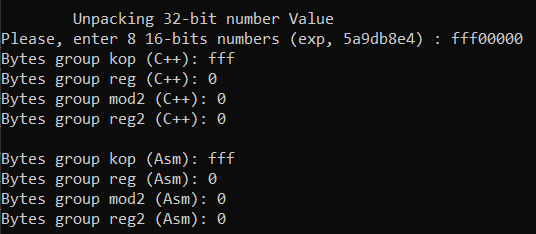 Unpacking 32-bit number Value
Please, enter 8 16-bits numbers (exp, 5a9db8e4) : fff00000
Bytes group kop (C++): fff
Bytes group reg (C++): 0
Bytes group mod2 (C++): 0
Bytes group reg2 (C++): 0
Bytes group kop (Asm): fff
Bytes group reg (Asm): 0
Bytes group mod2 (Asm): 0
Bytes group reg2 (Asm): 0